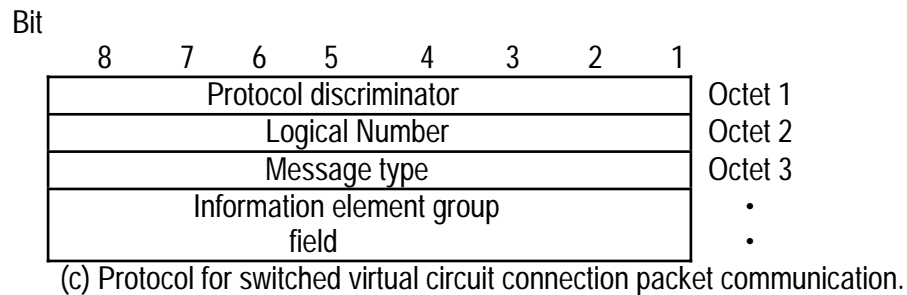 Bit
8 7 6 5 4 3 2 1
Protocol discriminator Octet 1
Logical Number Octet 2
Message type Octet 3
Information element group •
field •
(c) Protocol for switched virtual circuit connection packet communication.